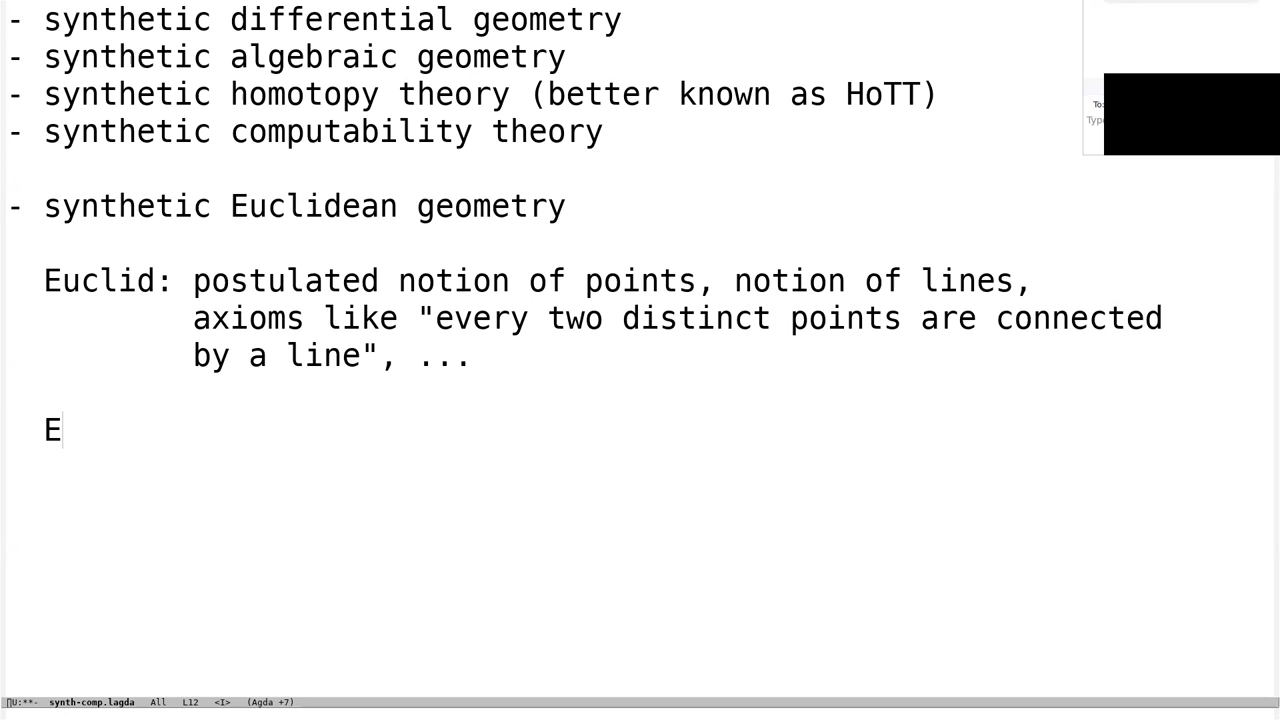 - synthetic differential geometry
- synthetic algebraic geometry
- synthetic homotopy theory (better known as HoTT)
- synthetic computability theory
- synthetic Euclidean geometry
Euclid: postulated notion of points, notion of lines,
axioms like "every two distinct points are connected
by a line", ...
E
To:
Type
U:**- synth-comp.lagda All L12 <I> (Agda +7)